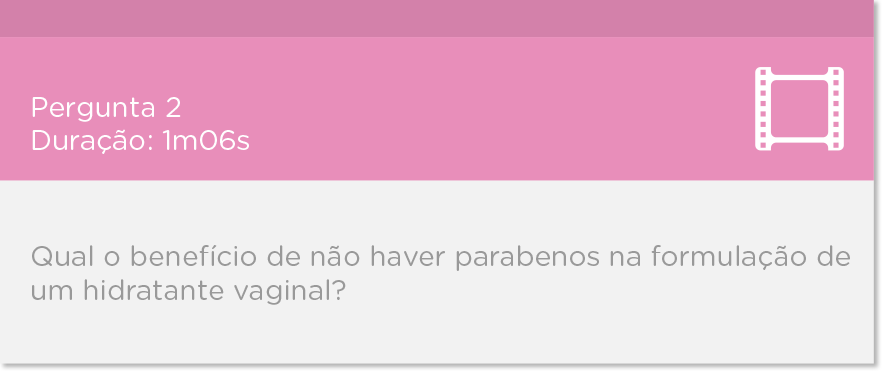 Pergunta 2
Duração: 1m06s
Qual o benefício de não haver parabenos na formulação de
um hidratante vaginal?